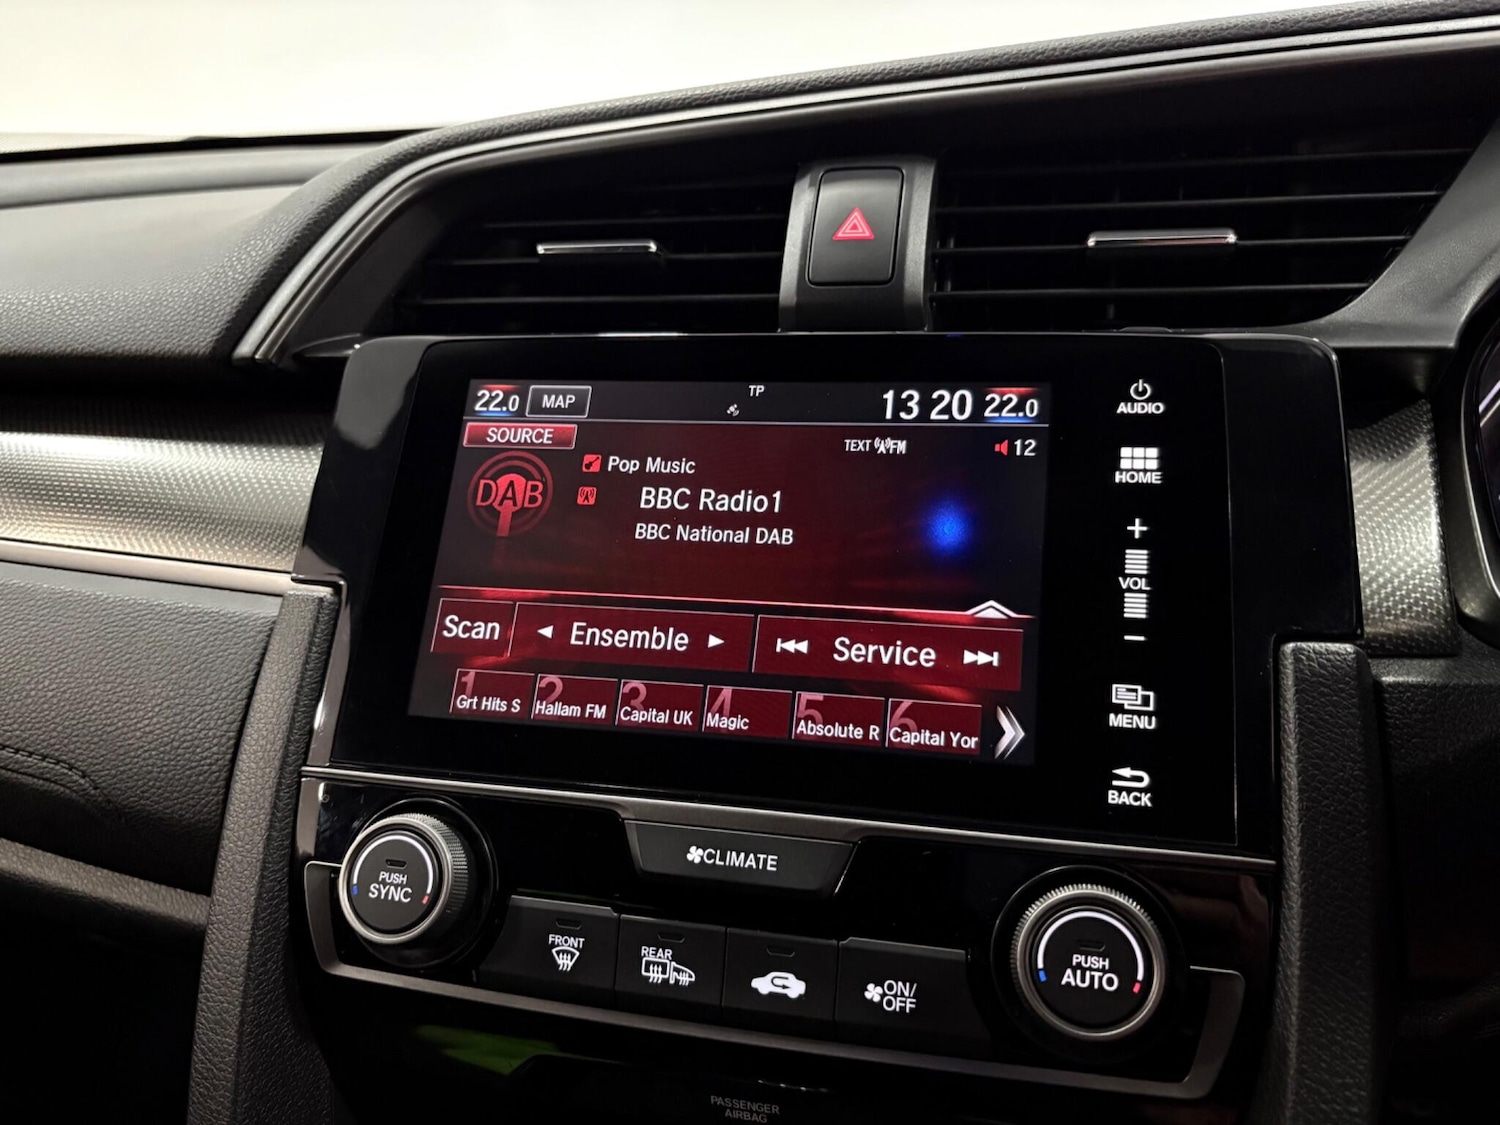 22.0 MAP TP 13 20 22.0
SOURCE
TEXT FM 12
DAB
Pop Music
BBC Radio1
BBC National DAB
Scan Ensemble Service
1 Grt Hits S
2 Hallam FM
3 Capital UK
4 Magic
5 Absolute R
6 Capital Yor
AUDIO
HOME
+
VOL
−
MENU
BACK
CLIMATE
PUSH
SYNC
FRONT
REAR
ON/
OFF
PUSH
AUTO
PASSENGER
AIRBAG